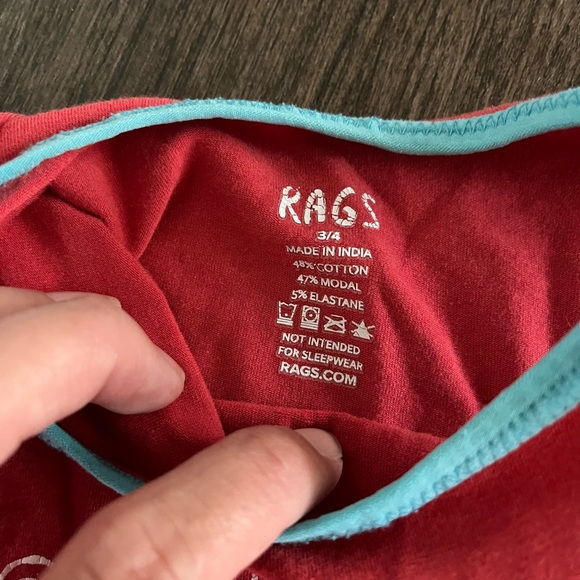 RAGS
3/4
MADE IN INDIA
48% COTTON
47% MODAL
5% ELASTANE
NOT INTENDED
FOR SLEEPWEAR
RAGS.COM